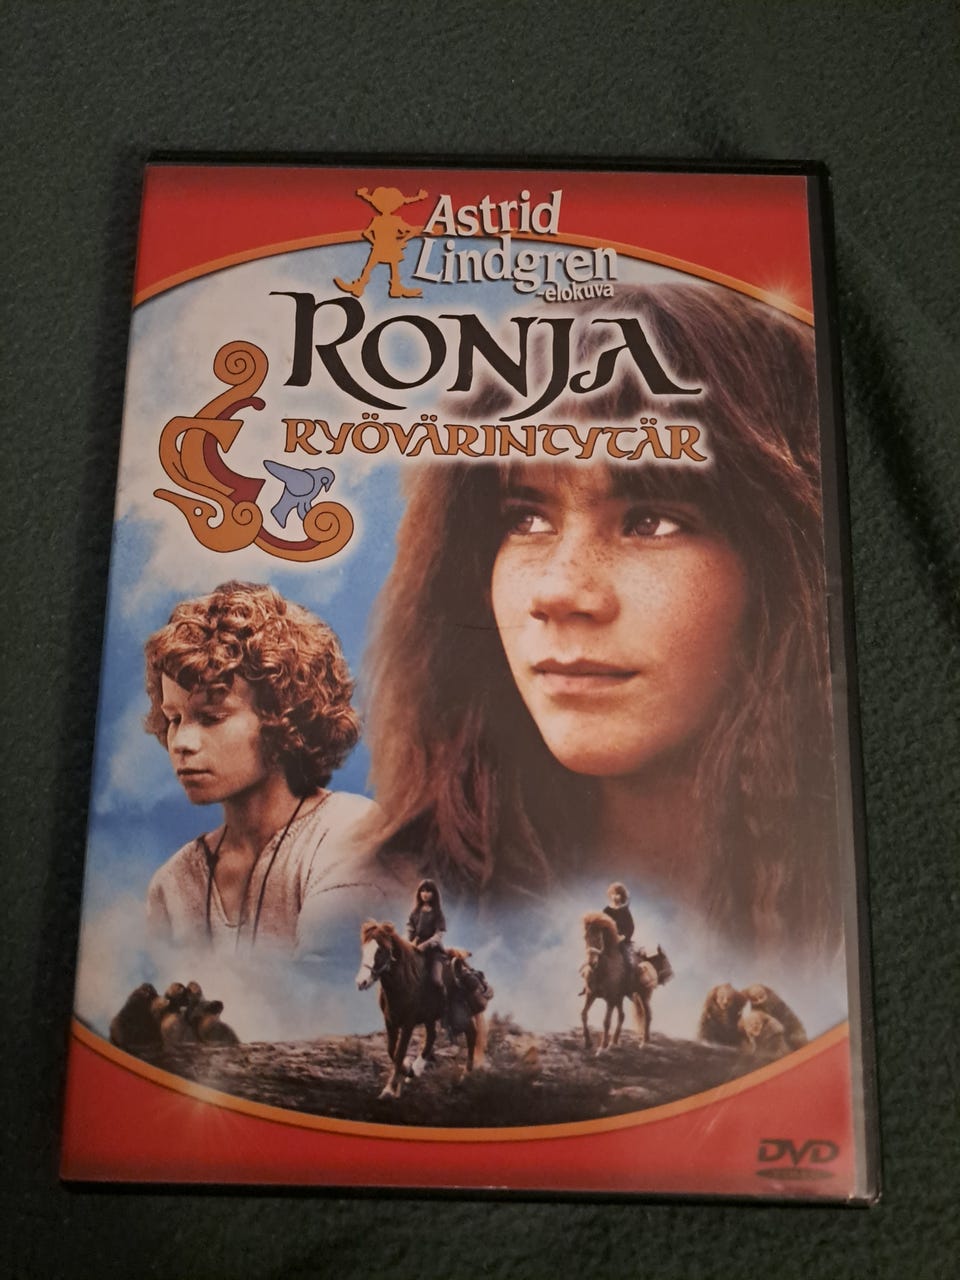 Astrid
Lindgren
-elokuva
RONJA
RYÖVÄRINTYTÄR
DVD